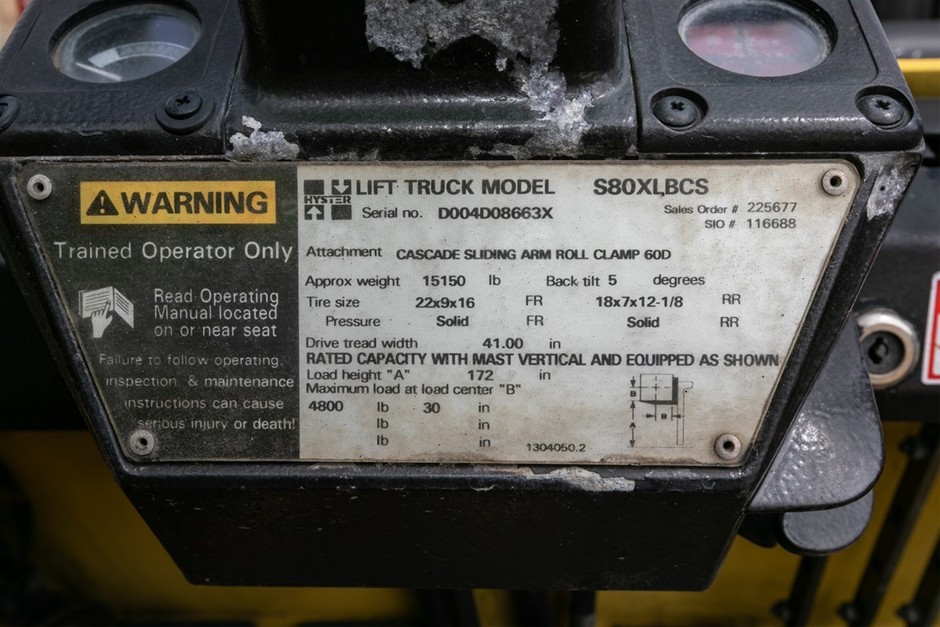 WARNING
Trained Operator Only
Read Operating
Manual located
on or near seat
Failure to follow operating,
inspection & maintenance
instructions can cause
serious injury or death!
HYSTER
LIFT TRUCK MODEL S80XLBCS
Serial no. D004D08663X
Sales Order # 225677
SIO # 116688
Attachment CASCADE SLIDING ARM ROLL CLAMP 60D
Approx weight 15150 lb Back tilt 5 degrees
Tire size 22x9x16 FR 18x7x12-1/8 RR
Pressure Solid FR Solid RR
Drive tread width 41.00 in
RATED CAPACITY WITH MAST VERTICAL AND EQUIPPED AS SHOWN
Load height "A" 172 in
Maximum load at load center "B"
4800 lb 30 in
lb in
lb in
B
B
A
1304050.2